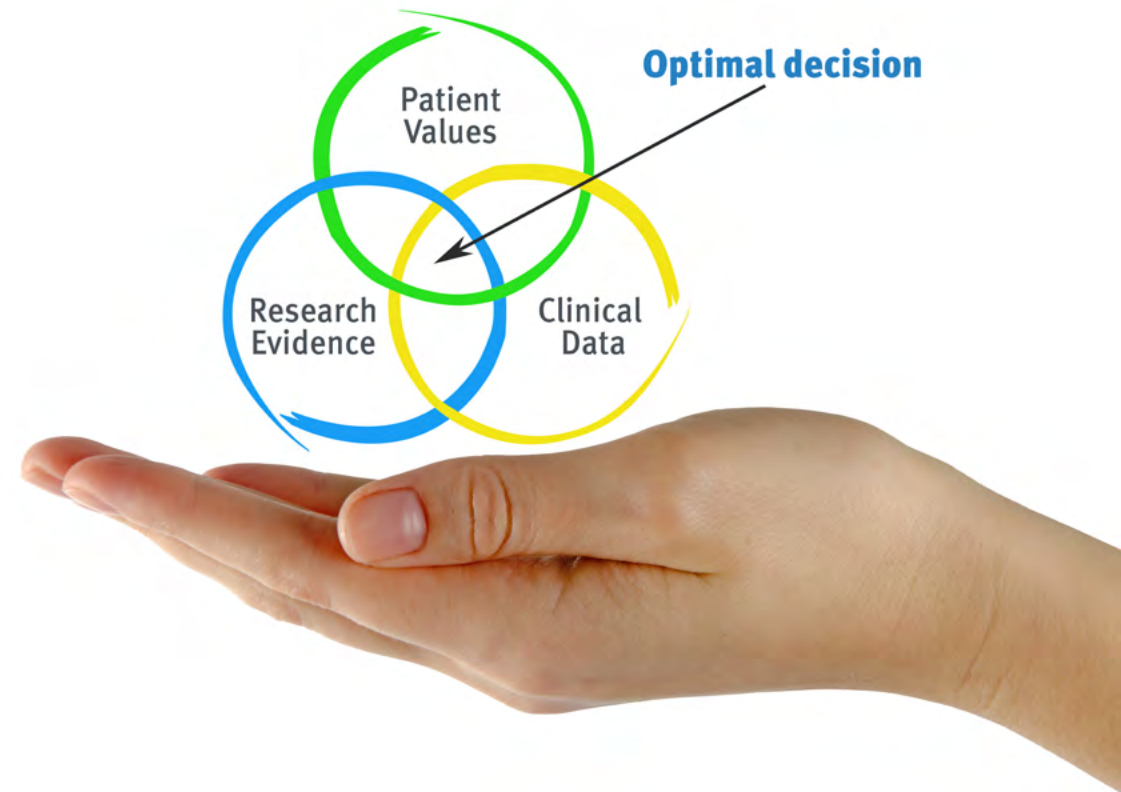 Optimal decision
Patient
Values
Research
Evidence
Clinical
Data